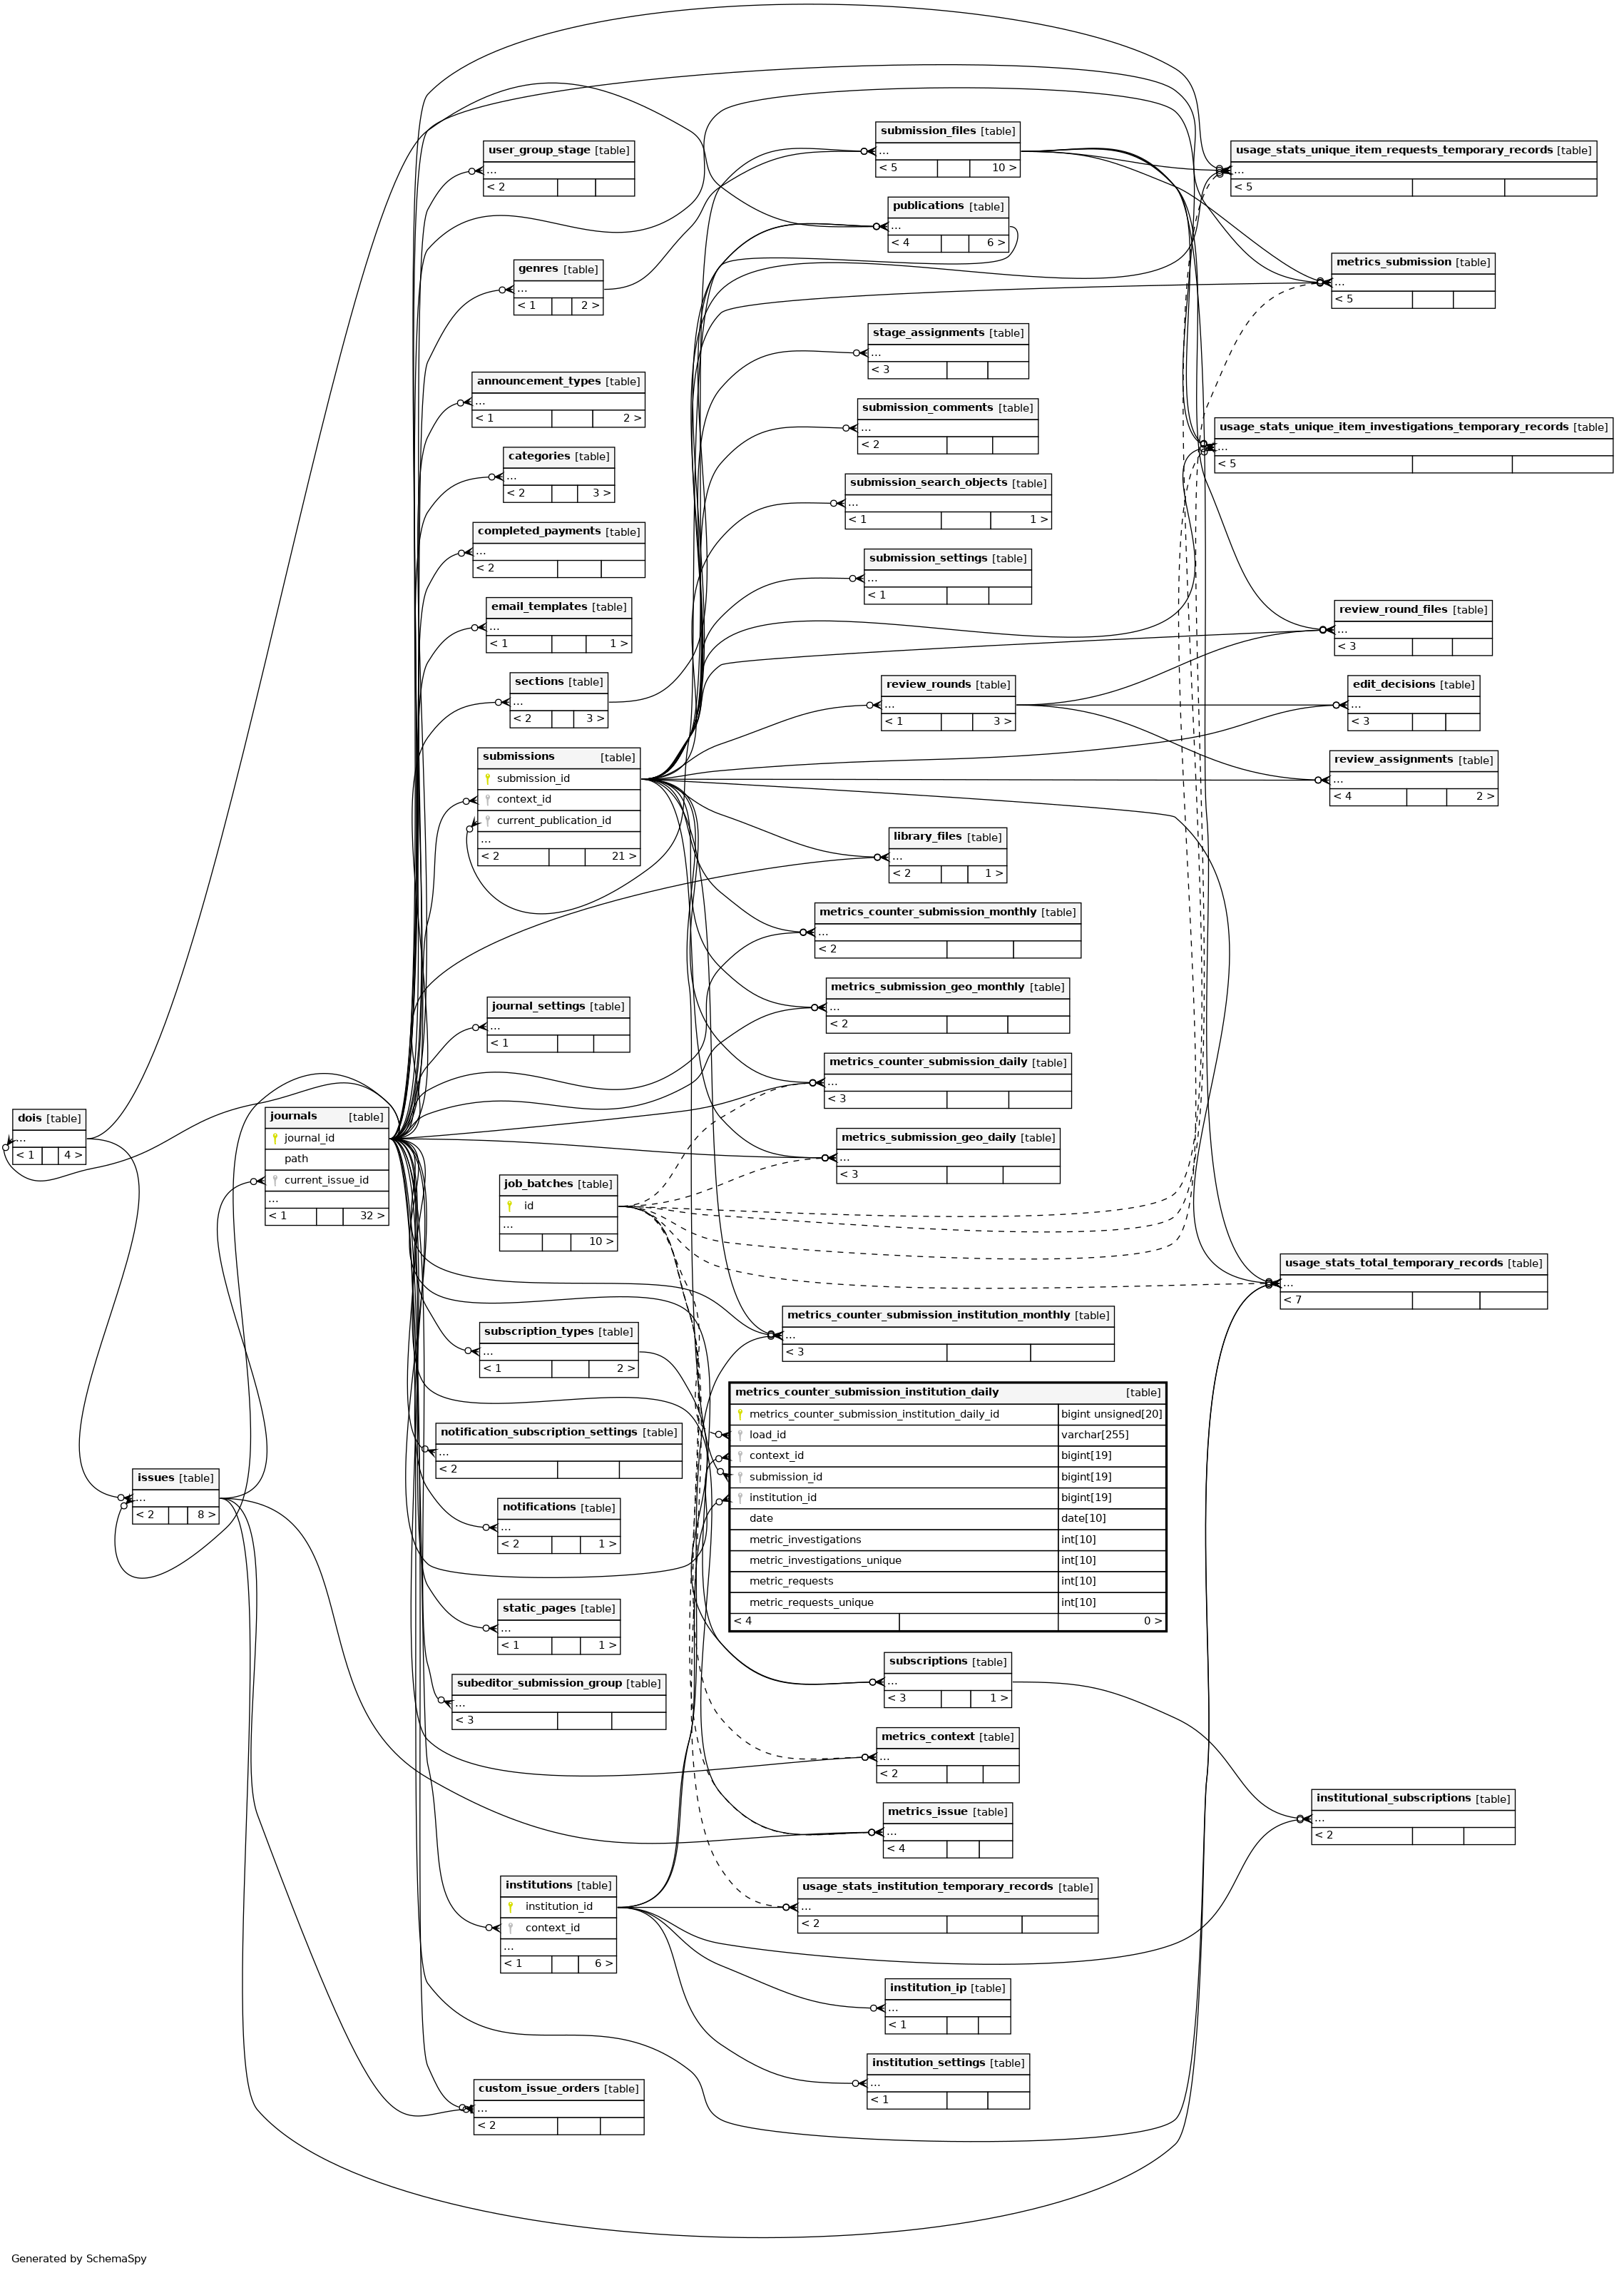 submission_files [table]
...
< 5 10 >
user_group_stage [table]
...
< 2
usage_stats_unique_item_requests_temporary_records [table]
...
< 5
publications [table]
...
< 4 6 >
metrics_submission [table]
...
< 5
genres [table]
...
< 1 2 >
stage_assignments [table]
...
< 3
announcement_types [table]
...
< 1 2 >
submission_comments [table]
...
< 2
usage_stats_unique_item_investigations_temporary_records [table]
...
< 5
categories [table]
...
< 2 3 >
submission_search_objects [table]
...
< 1 1 >
completed_payments [table]
...
< 2
submission_settings [table]
...
< 1
email_templates [table]
...
< 1 1 >
review_round_files [table]
...
< 3
sections [table]
...
< 2 3 >
review_rounds [table]
...
< 1 3 >
edit_decisions [table]
...
< 3
submissions [table]
submission_id
context_id
current_publication_id
...
< 2 21 >
review_assignments [table]
...
< 4 2 >
library_files [table]
...
< 2 1 >
metrics_counter_submission_monthly [table]
...
< 2
metrics_submission_geo_monthly [table]
...
< 2
journal_settings [table]
...
< 1
metrics_counter_submission_daily [table]
...
< 3
dois [table]
...
< 1 4 >
journals [table]
journal_id
path
current_issue_id
...
< 1 32 >
metrics_submission_geo_daily [table]
...
< 3
job_batches [table]
id
...
10 >
usage_stats_total_temporary_records [table]
...
< 7
metrics_counter_submission_institution_monthly [table]
...
< 3
subscription_types [table]
...
< 1 2 >
metrics_counter_submission_institution_daily [table]
metrics_counter_submission_institution_daily_id bigint unsigned[20]
load_id varchar[255]
context_id bigint[19]
submission_id bigint[19]
institution_id bigint[19]
date date[10]
metric_investigations int[10]
metric_investigations_unique int[10]
metric_requests int[10]
metric_requests_unique int[10]
< 4 0 >
notification_subscription_settings [table]
...
< 2
issues [table]
...
< 2 8 >
notifications [table]
...
< 2 1 >
static_pages [table]
...
< 1 1 >
subscriptions [table]
...
< 3 1 >
subeditor_submission_group [table]
...
< 3
metrics_context [table]
...
< 2
institutional_subscriptions [table]
...
< 2
metrics_issue [table]
...
< 4
institutions [table]
institution_id
context_id
...
< 1 6 >
usage_stats_institution_temporary_records [table]
...
< 2
institution_ip [table]
...
< 1
institution_settings [table]
...
< 1
custom_issue_orders [table]
...
< 2
Generated by SchemaSpy